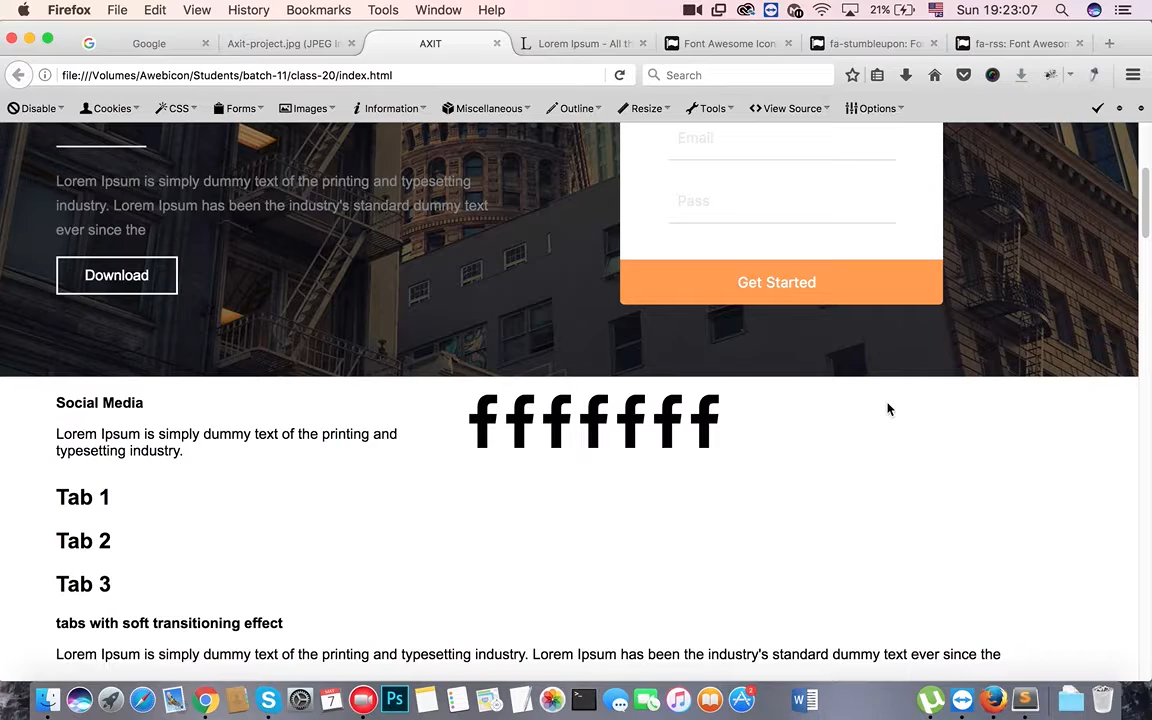 Firefox File Edit View History Bookmarks Tools Window Help 21% Sun 19:23:07
Google Axit-project.jpg (JPEG I AXIT Lorem Ipsum - All t Font Awesome Icon fa-stumbleupon: Fo fa-rss: Font Awesom
file:///Volumes/Awebicon/Students/batch-11/class-20/index.html Search
Disable Cookies CSS Forms Images Information Miscellaneous Outline Resize Tools View Source Options
Email
Lorem Ipsum is simply dummy text of the printing and typesetting
industry. Lorem Ipsum has been the industry's standard dummy text
ever since the
Pass
Download
Get Started
Social Media
Lorem Ipsum is simply dummy text of the printing and
typesetting industry.
Tab 1
Tab 2
Tab 3
tabs with soft transitioning effect
Lorem Ipsum is simply dummy text of the printing and typesetting industry. Lorem Ipsum has been the industry's standard dummy text ever since the